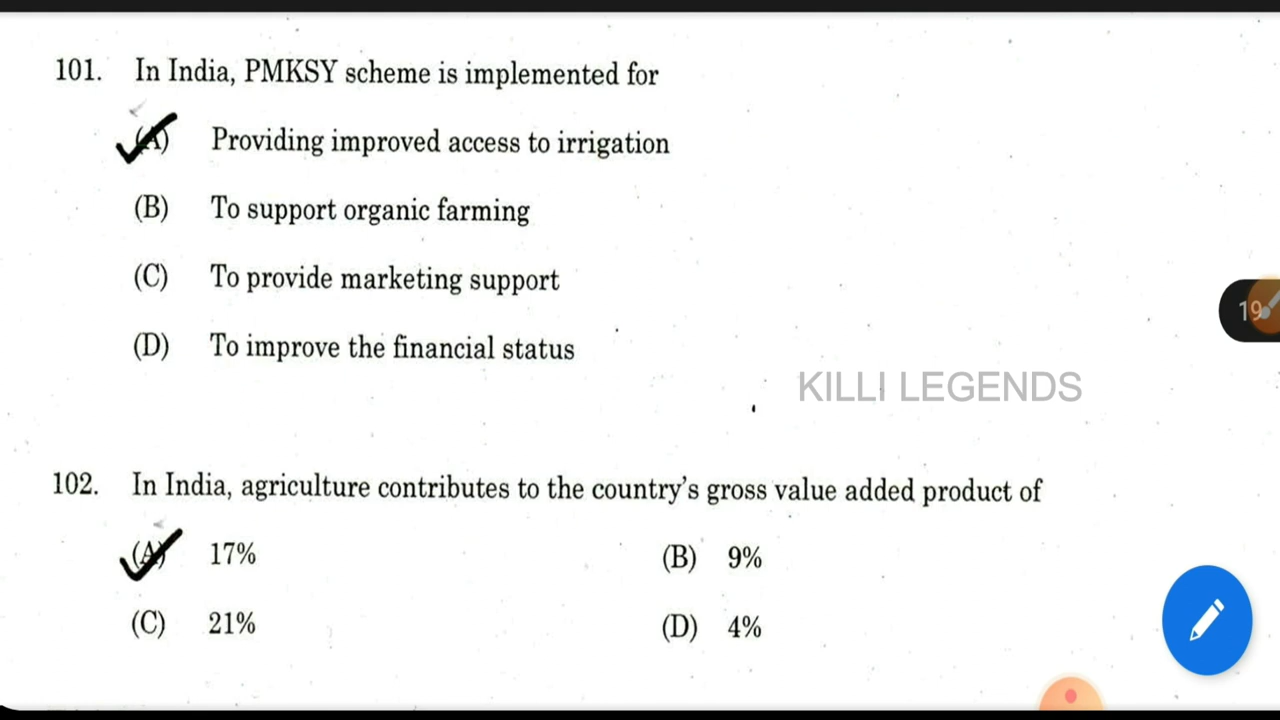 101. In India, PMKSY scheme is implemented for
(A) Providing improved access to irrigation
(B) To support organic farming
(C) To provide marketing support
(D) To improve the financial status
19
KILLI LEGENDS
102. In India, agriculture contributes to the country's gross value added product of
(A) 17% (B) 9%
(C) 21% (D) 4%